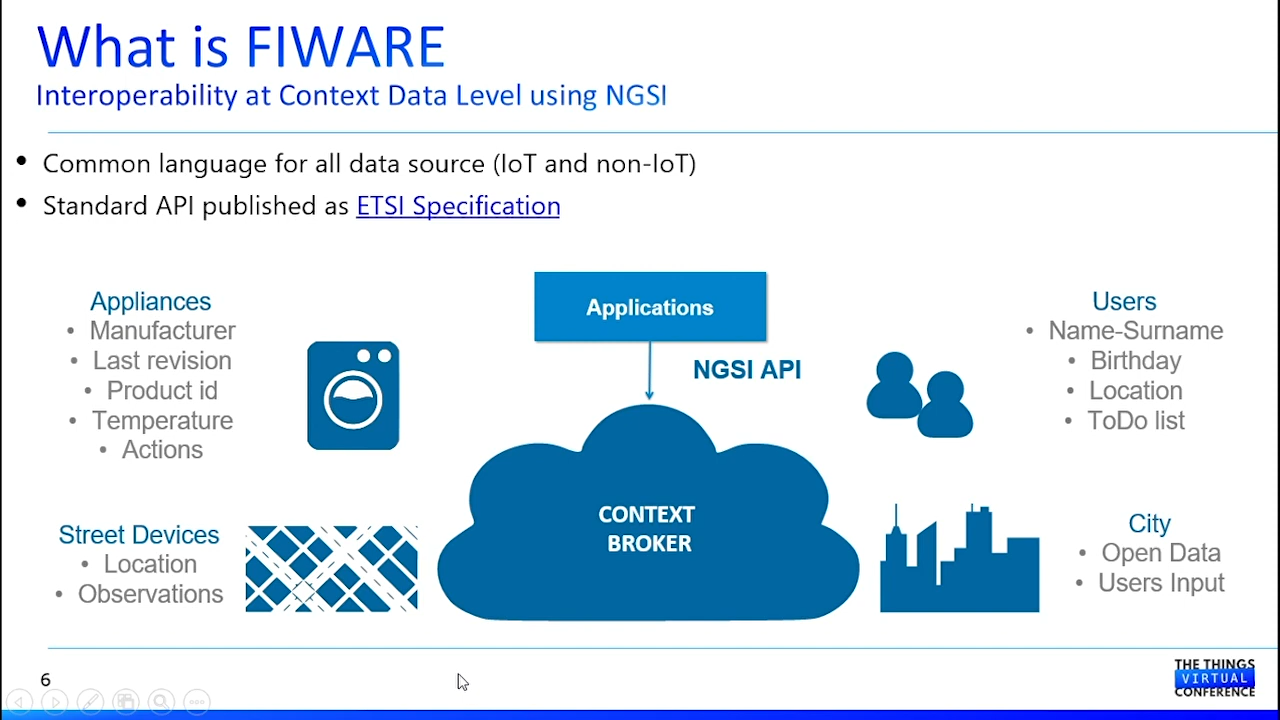 What is FIWARE
Interoperability at Context Data Level using NGSI
• Common language for all data source (IoT and non-IoT)
• Standard API published as ETSI Specification
Appliances
• Manufacturer
• Last revision
• Product id
• Temperature
• Actions
Street Devices
• Location
• Observations
Applications
NGSI API
CONTEXT
BROKER
Users
• Name-Surname
• Birthday
• Location
• ToDo list
City
• Open Data
• Users Input
6
THE THINGS
VIRTUAL
CONFERENCE